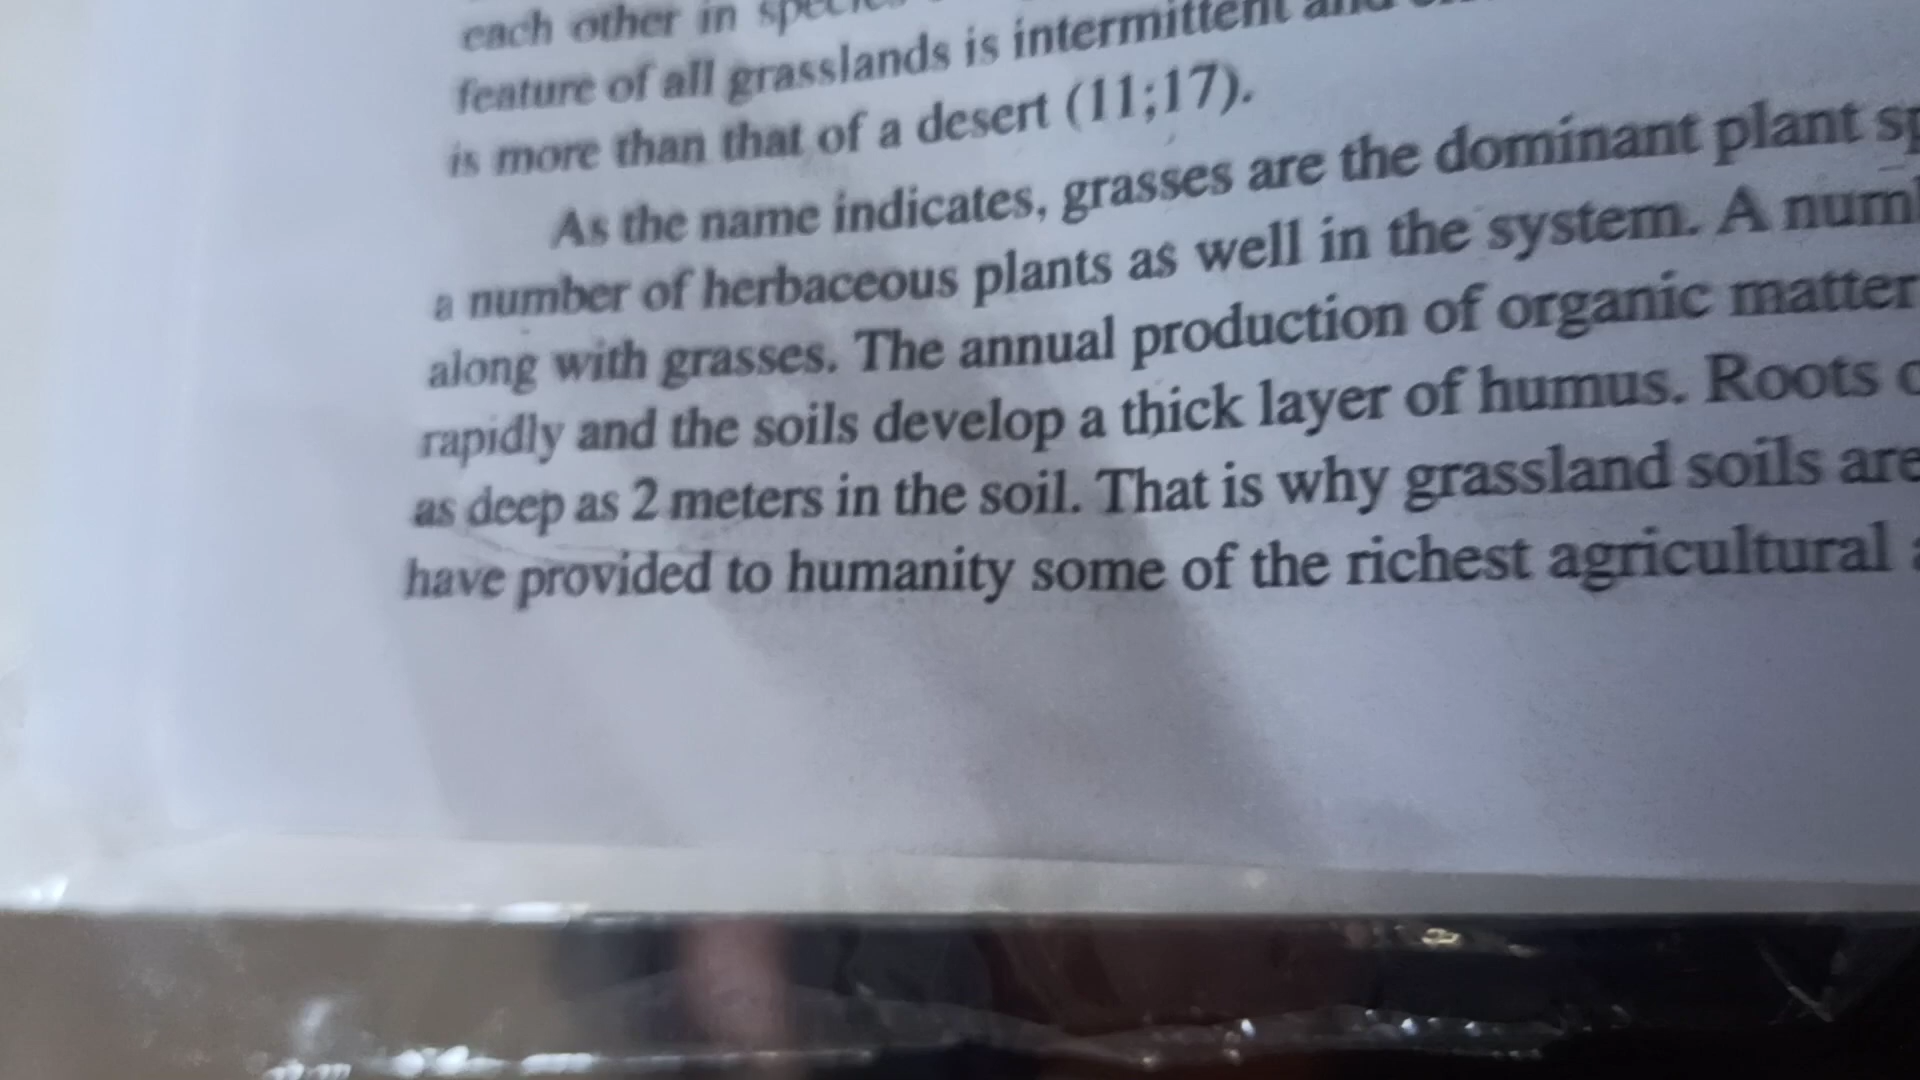 each other in
feature of all grasslands is intermittent and
is more than that of a desert (11;17).
As the name indicates, grasses are the dominant plant
a number of herbaceous plants as well in the system. A
along with grasses. The annual production of organic matter
rapidly and the soils develop a thick layer of humus. Roots
as deep as 2 meters in the soil. That is why grassland soils are
have provided to humanity some of the richest agricultural